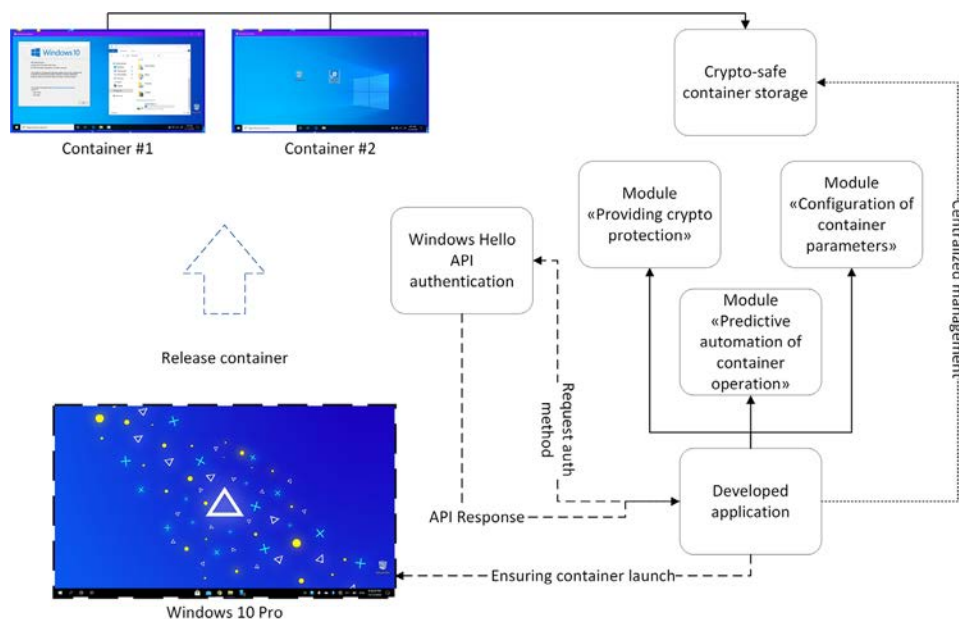 Windows 10
Container #1
Container #2
Crypto-safe
container storage
Module
«Providing crypto
protection»
Module
«Configuration of
container
parameters»
Windows Hello
API
authentication
Module
«Predictive
automation of
container
operation»
Centralized management
Release container
Request auth
method
API Response
Developed
application
Ensuring container launch
Windows 10 Pro